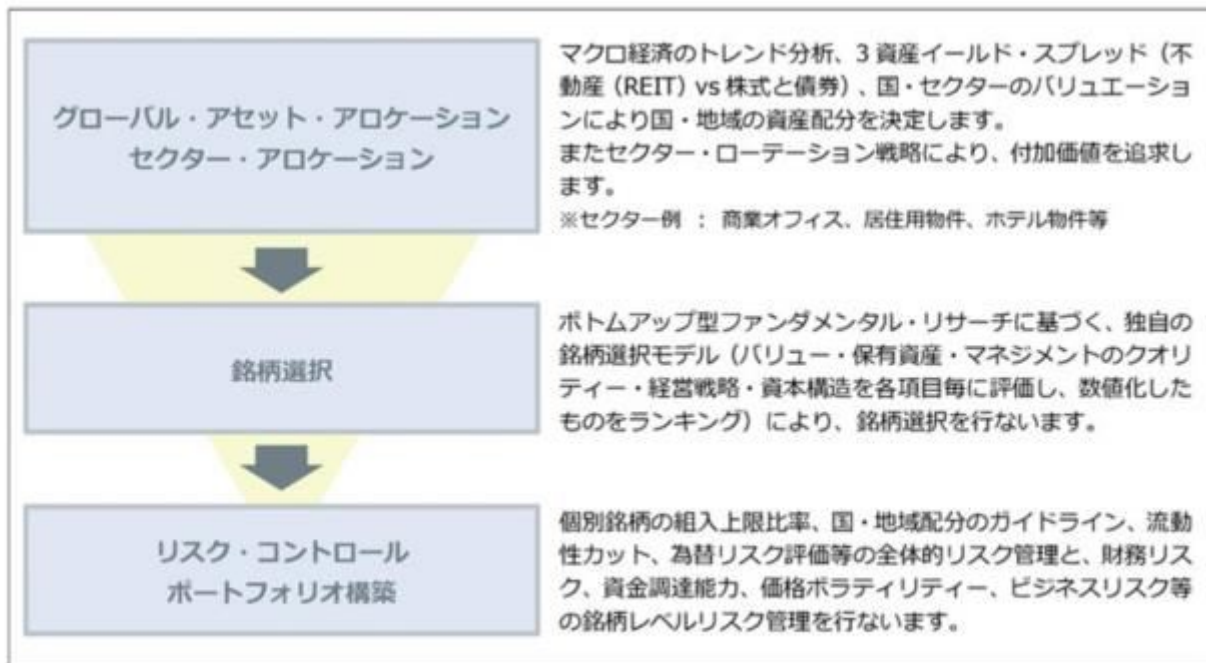 グローバル・アセット・アロケーション
セクター・アロケーション
マクロ経済のトレンド分析、3 資産イールド・スプレッド（不
動産（REIT）vs 株式と債券）、国・セクターのバリュエーショ
ンにより国・地域の資産配分を決定します。
またセクター・ローテーション戦略により、付加価値を追求し
ます。
※セクター例 ： 商業オフィス、居住用物件、ホテル物件等
銘柄選択
ボトムアップ型ファンダメンタル・リサーチに基づく、独自の
銘柄選択モデル（バリュー・保有資産・マネジメントのクオリ
ティー・経営戦略・資本構造を各項目毎に評価し、数値化した
ものをランキング）により、銘柄選択を行ないます。
リスク・コントロール
ポートフォリオ構築
個別銘柄の組入上限比率、国・地域配分のガイドライン、流動
性カット、為替リスク評価等の全体的リスク管理と、財務リス
ク、資金調達能力、価格ボラティリティー、ビジネスリスク等
の銘柄レベルリスク管理を行ないます。